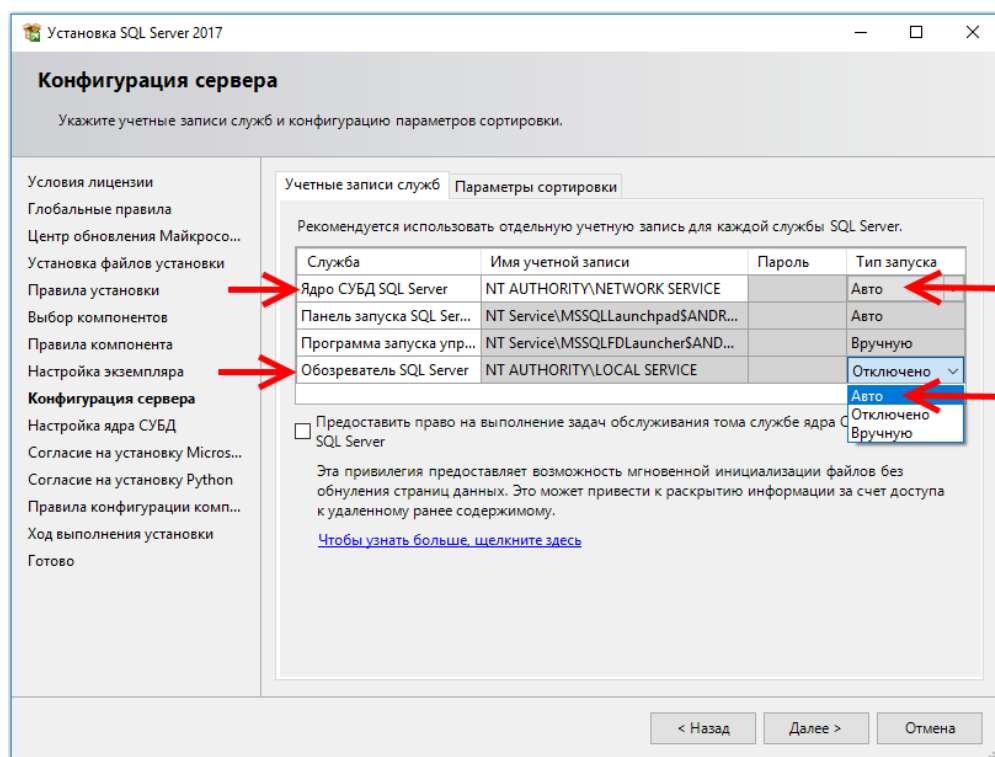 Установка SQL Server 2017
Конфигурация сервера
Укажите учетные записи служб и конфигурацию параметров сортировки.
Условия лицензии
Глобальные правила
Центр обновления Майкросо...
Установка файлов установки
Правила установки
Выбор компонентов
Правила компонента
Настройка экземпляра
Конфигурация сервера
Настройка ядра СУБД
Согласие на установку Micros...
Согласие на установку Python
Правила конфигурации комп...
Ход выполнения установки
Готово
Учетные записи служб Параметры сортировки
Рекомендуется использовать отдельную учетную запись для каждой службы SQL Server.
Служба Имя учетной записи Пароль Тип запуска
Ядро СУБД SQL Server NT AUTHORITY\NETWORK SERVICE Авто
Панель запуска SQL Ser... NT Service\MSSQLLaunchpad$ANDR... Авто
Программа запуска упр... NT Service\MSSQLFDLauncher$AND... Вручную
Обозреватель SQL Server NT AUTHORITY\LOCAL SERVICE Отключено
Авто
Отключено
Вручную
Предоставить право на выполнение задач обслуживания тома службе ядра
SQL Server
Эта привилегия предоставляет возможность мгновенной инициализации файлов без
обнуления страниц данных. Это может привести к раскрытию информации за счет доступа
к удаленному ранее содержимому.
Чтобы узнать больше, щелкните здесь
< Назад Далее > Отмена